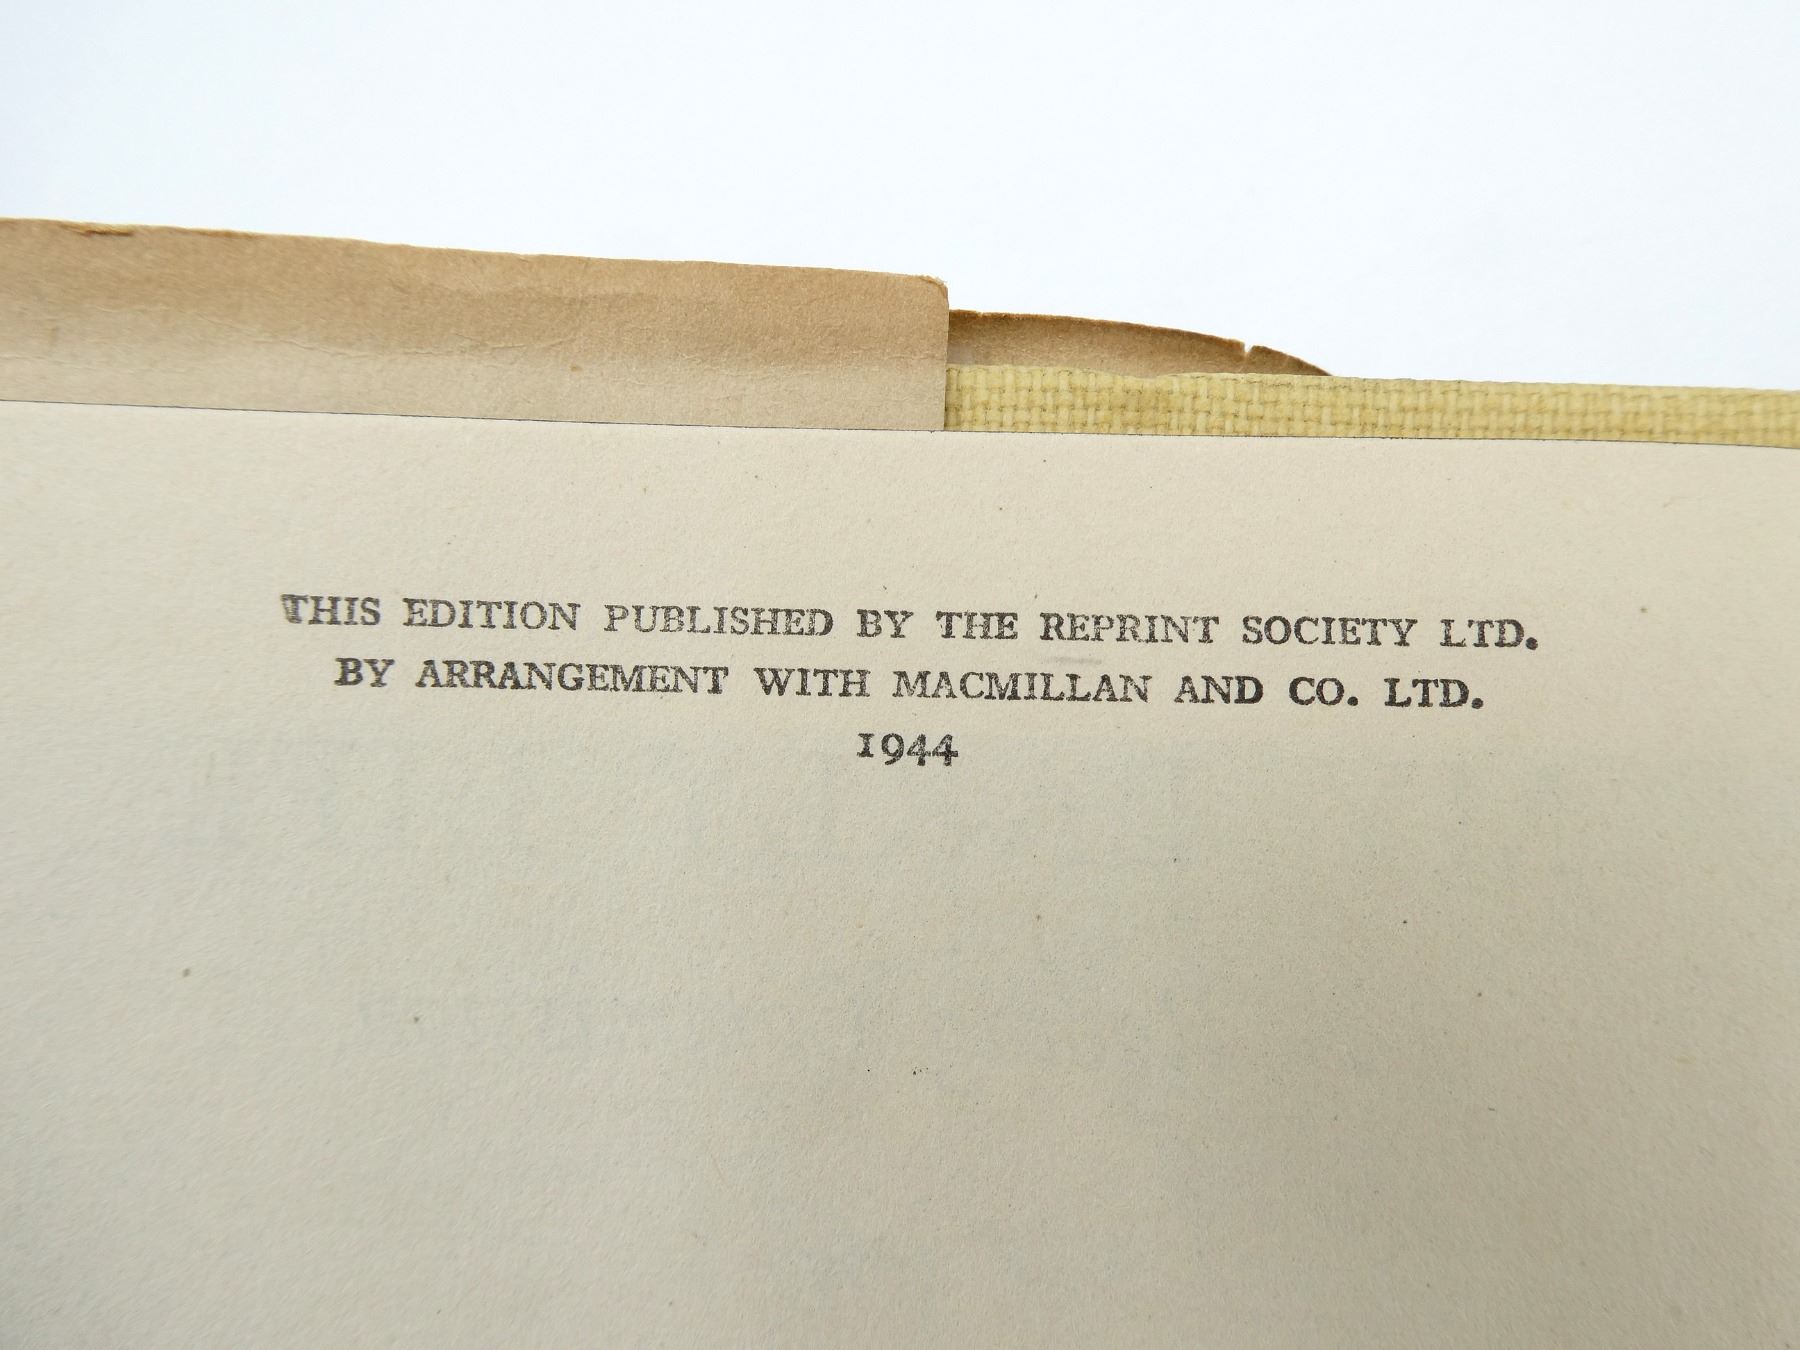 THIS EDITION PUBLISHED BY THE REPRINT SOCIETY LTD.
BY ARRANGEMENT WITH MACMILLAN AND CO. LTD.
1944